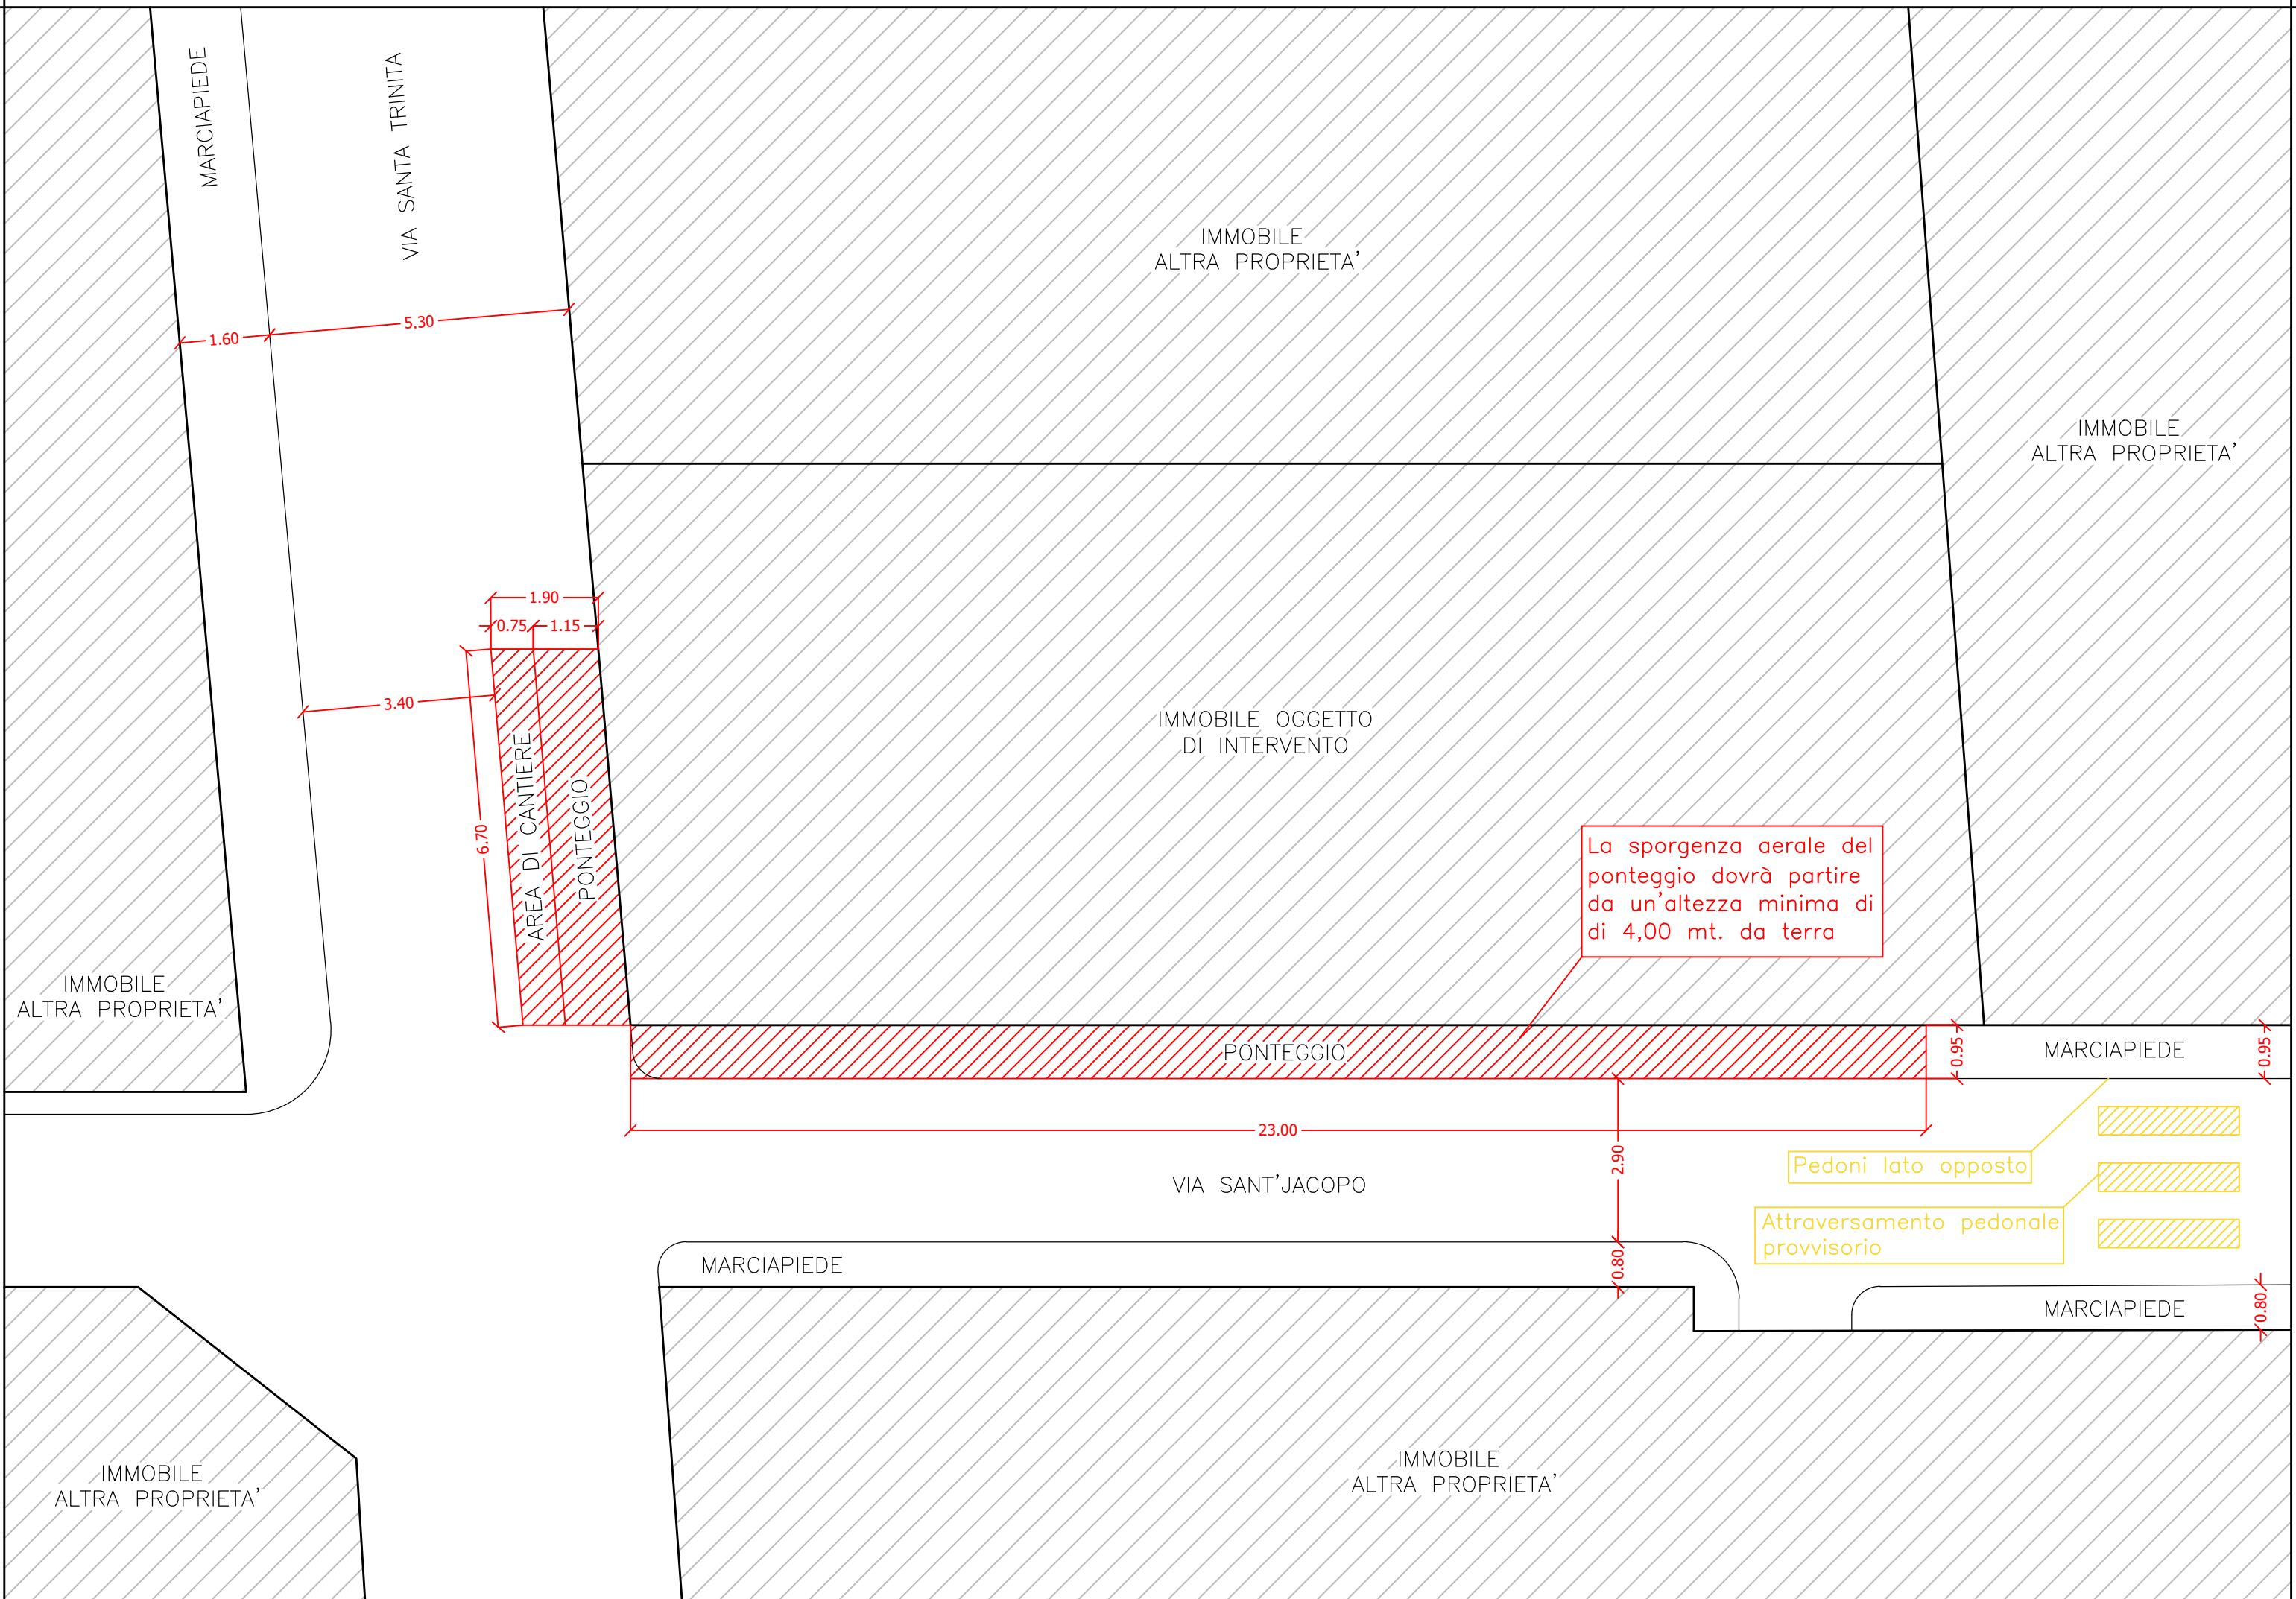 MARCIAPIEDE
VIA SANTA TRINITA
IMMOBILE
ALTRA PROPRIETA'
IMMOBILE
ALTRA PROPRIETA'
1.60
5.30
1.90
0.75
1.15
3.40
6.70
AREA DI CANTIERE
PONTEGGIO
IMMOBILE OGGETTO
DI INTERVENTO
La sporgenza aerale del
ponteggio dovrà partire
da un'altezza minima di
di 4,00 mt. da terra
IMMOBILE
ALTRA PROPRIETA'
PONTEGGIO
0.95
MARCIAPIEDE
0.95
23.00
2.90
VIA SANT'JACOPO
Pedoni lato opposto
Attraversamento pedonale
provvisorio
MARCIAPIEDE
0.80
MARCIAPIEDE
0.80
IMMOBILE
ALTRA PROPRIETA'
IMMOBILE
ALTRA PROPRIETA'